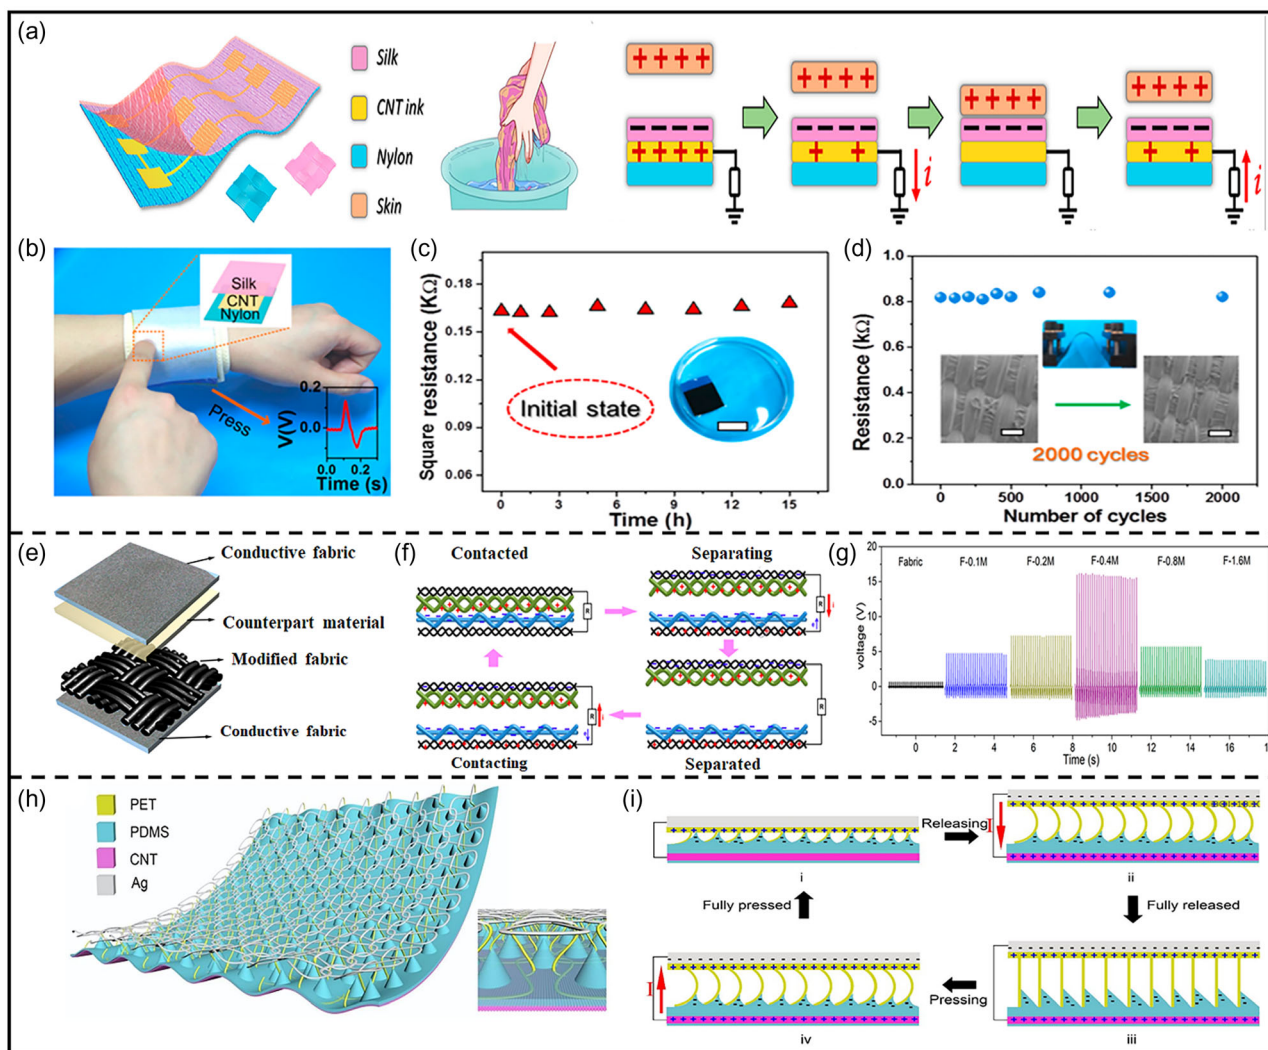 (a)
Silk
CNT ink
Nylon
Skin
+ + + +
+ + + +
+ + + +
+ + + +
− − − −
− − − −
− − − −
− − − −
+ + + +
+ +
+ +
i
i
(b)
Silk
CNT
Nylon
Press
V(V)
0.2
0.0
0.0 0.2
Time (s)
(c)
Square resistance (KΩ)
0.18
0.15
0.12
0.09
0.06
Initial state
0 3 6 9 12 15
Time (h)
(d)
Resistance (kΩ)
1.0
0.8
0.6
0.4
0.2
0.0
2000 cycles
0 500 1000 1500 2000
Number of cycles
(e)
Conductive fabric
Counterpart material
Modified fabric
Conductive fabric
(f)
Contacted
Separating
R
R
R
R
Contacting
Separated
(g)
voltage (V)
20
15
10
5
0
-5
Fabric F-0.1M F-0.2M F-0.4M F-0.8M F-1.6M
0 2 4 6 8 10 12 14 16
Time (s)
(h)
PET
PDMS
CNT
Ag
(i)
Releasing
I
i
ii
Fully pressed
Fully released
I
Pressing
iv
iii